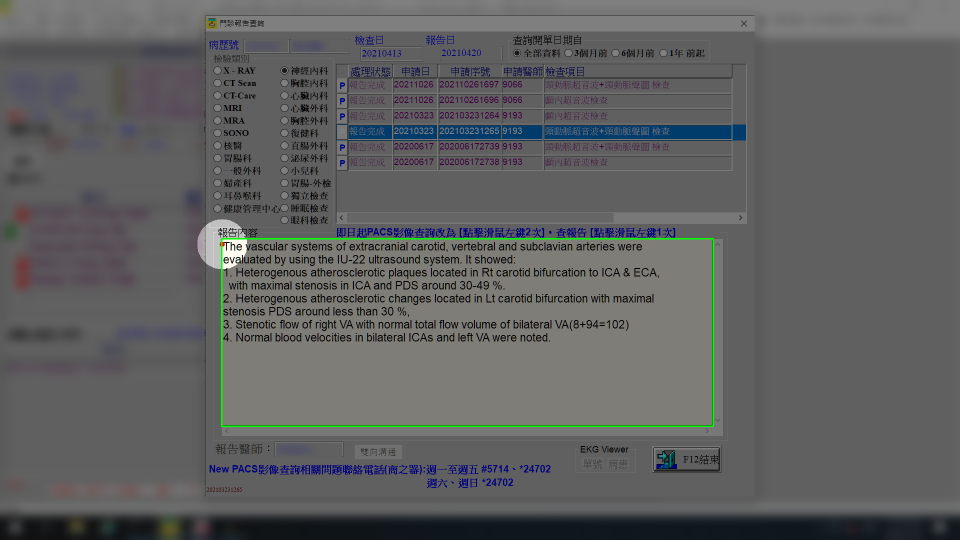 門診報告查詢
病歷號
檢查日
報告日
20210413
20210420
查詢開單日期自
全部資料 3個月前 6個月前 1年 前起
檢驗類別
X - RAY
CT Scan
CT-Care
MRI
MRA
SONO
核醫
胃腸科
一般外科
婦產科
耳鼻喉科
健康管理中心
神經內科
胸腔內科
心臟內科
心臟外科
胸腔外科
復健科
直腸外科
泌尿外科
小兒科
胃腸-外檢
獨立檢查
睡眠檢查
眼科檢查
處理狀態 申請日 申請序號 申請醫師 檢查項目
P 報告完成 20211026 202110261697 9066 頸動脈超音波+頸動脈聲圖 檢查
P 報告完成 20211026 202110261696 9066 顱內超音波檢查
P 報告完成 20210323 202103231264 9193 顱內超音波檢查
報告完成 20210323 202103231265 9193 頸動脈超音波+頸動脈聲圖 檢查
P 報告完成 20200617 202006172739 9193 頸動脈超音波+頸動脈聲圖 檢查
P 報告完成 20200617 202006172738 9193 顱內超音波檢查
報告內容
即日起PACS影像查詢改為 [點擊滑鼠左鍵2次]，查報告 [點擊滑鼠左鍵1次]
The vascular systems of extracranial carotid, vertebral and subclavian arteries were
evaluated by using the IU-22 ultrasound system. It showed:
1. Heterogenous atherosclerotic plaques located in Rt carotid bifurcation to ICA & ECA,
with maximal stenosis in ICA and PDS around 30-49 %.
2. Heterogenous atherosclerotic changes located in Lt carotid bifurcation with maximal
stenosis PDS around less than 30 %,
3. Stenotic flow of right VA with normal total flow volume of bilateral VA(8+94=102)
4. Normal blood velocities in bilateral ICAs and left VA were noted.
報告醫師：
雙向溝通
EKG Viewer
單號 病患
F12結束
New PACS影像查詢相關問題聯絡電話(商之器):週一至週五 #5714、*24702
週六、週日 *24702
202103231265